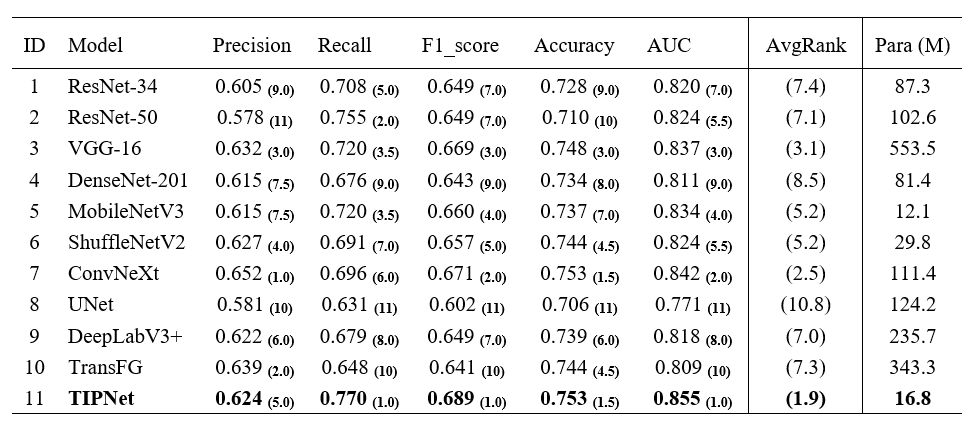 ID Model Precision Recall F1_score Accuracy AUC AvgRank Para (M)
1 ResNet-34 0.605 (9.0) 0.708 (5.0) 0.649 (7.0) 0.728 (9.0) 0.820 (7.0) (7.4) 87.3
2 ResNet-50 0.578 (11) 0.755 (2.0) 0.649 (7.0) 0.710 (10) 0.824 (5.5) (7.1) 102.6
3 VGG-16 0.632 (3.0) 0.720 (3.5) 0.669 (3.0) 0.748 (3.0) 0.837 (3.0) (3.1) 553.5
4 DenseNet-201 0.615 (7.5) 0.676 (9.0) 0.643 (9.0) 0.734 (8.0) 0.811 (9.0) (8.5) 81.4
5 MobileNetV3 0.615 (7.5) 0.720 (3.5) 0.660 (4.0) 0.737 (7.0) 0.834 (4.0) (5.2) 12.1
6 ShuffleNetV2 0.627 (4.0) 0.691 (7.0) 0.657 (5.0) 0.744 (4.5) 0.824 (5.5) (5.2) 29.8
7 ConvNeXt 0.652 (1.0) 0.696 (6.0) 0.671 (2.0) 0.753 (1.5) 0.842 (2.0) (2.5) 111.4
8 UNet 0.581 (10) 0.631 (11) 0.602 (11) 0.706 (11) 0.771 (11) (10.8) 124.2
9 DeepLabV3+ 0.622 (6.0) 0.679 (8.0) 0.649 (7.0) 0.739 (6.0) 0.818 (8.0) (7.0) 235.7
10 TransFG 0.639 (2.0) 0.648 (10) 0.641 (10) 0.744 (4.5) 0.809 (10) (7.3) 343.3
11 TIPNet 0.624 (5.0) 0.770 (1.0) 0.689 (1.0) 0.753 (1.5) 0.855 (1.0) (1.9) 16.8